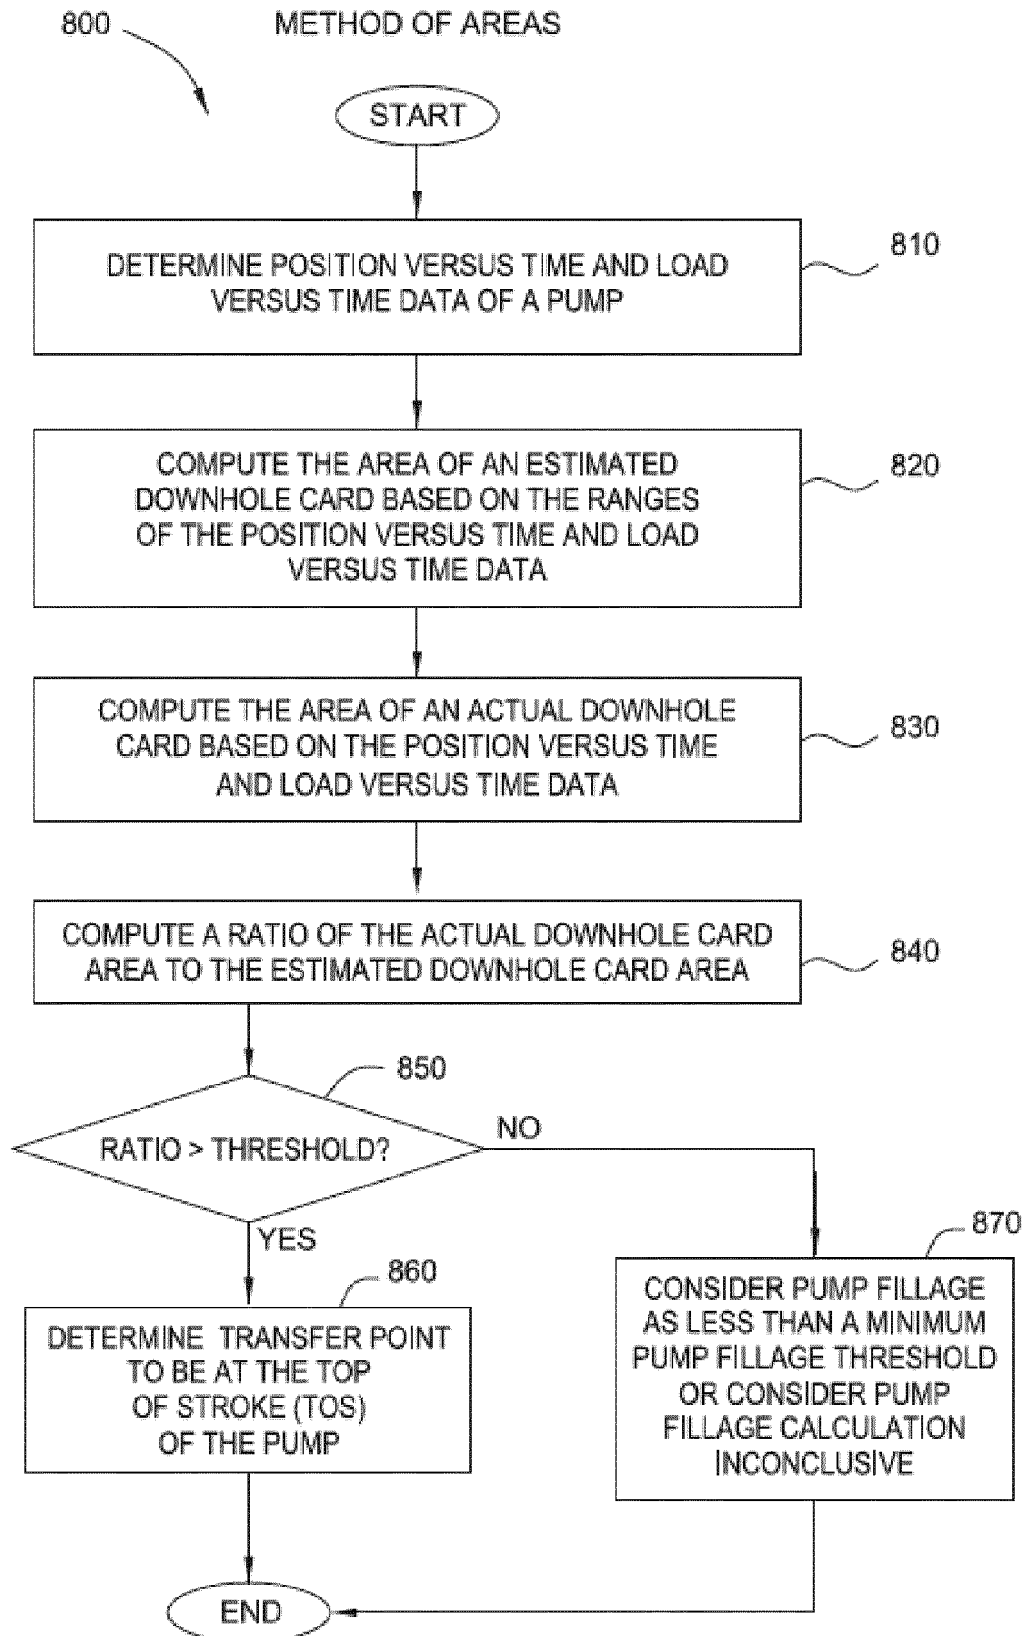 800
METHOD OF AREAS
START
DETERMINE POSITION VERSUS TIME AND LOAD
VERSUS TIME DATA OF A PUMP
810
COMPUTE THE AREA OF AN ESTIMATED
DOWNHOLE CARD BASED ON THE RANGES
OF THE POSITION VERSUS TIME AND LOAD
VERSUS TIME DATA
820
COMPUTE THE AREA OF AN ACTUAL DOWNHOLE
CARD BASED ON THE POSITION VERSUS TIME
AND LOAD VERSUS TIME DATA
830
COMPUTE A RATIO OF THE ACTUAL DOWNHOLE CARD
AREA TO THE ESTIMATED DOWNHOLE CARD AREA
840
850
RATIO > THRESHOLD?
NO
YES
860
DETERMINE TRANSFER POINT
TO BE AT THE TOP
OF STROKE (TOS)
OF THE PUMP
870
CONSIDER PUMP FILLAGE
AS LESS THAN A MINIMUM
PUMP FILLAGE THRESHOLD
OR CONSIDER PUMP
FILLAGE CALCULATION
INCONCLUSIVE
END